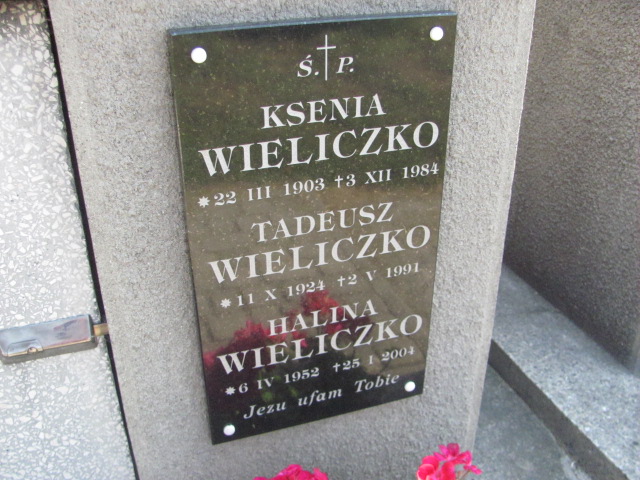 Ś. P.
KSENIA
WIELICZKO
*22 III 1903 †3 XII 1984
TADEUSZ
WIELICZKO
*11 X 1924 †2 V 1991
HALINA
WIELICZKO
*6 IV 1952 †25 I 2004
Jezu ufam Tobie